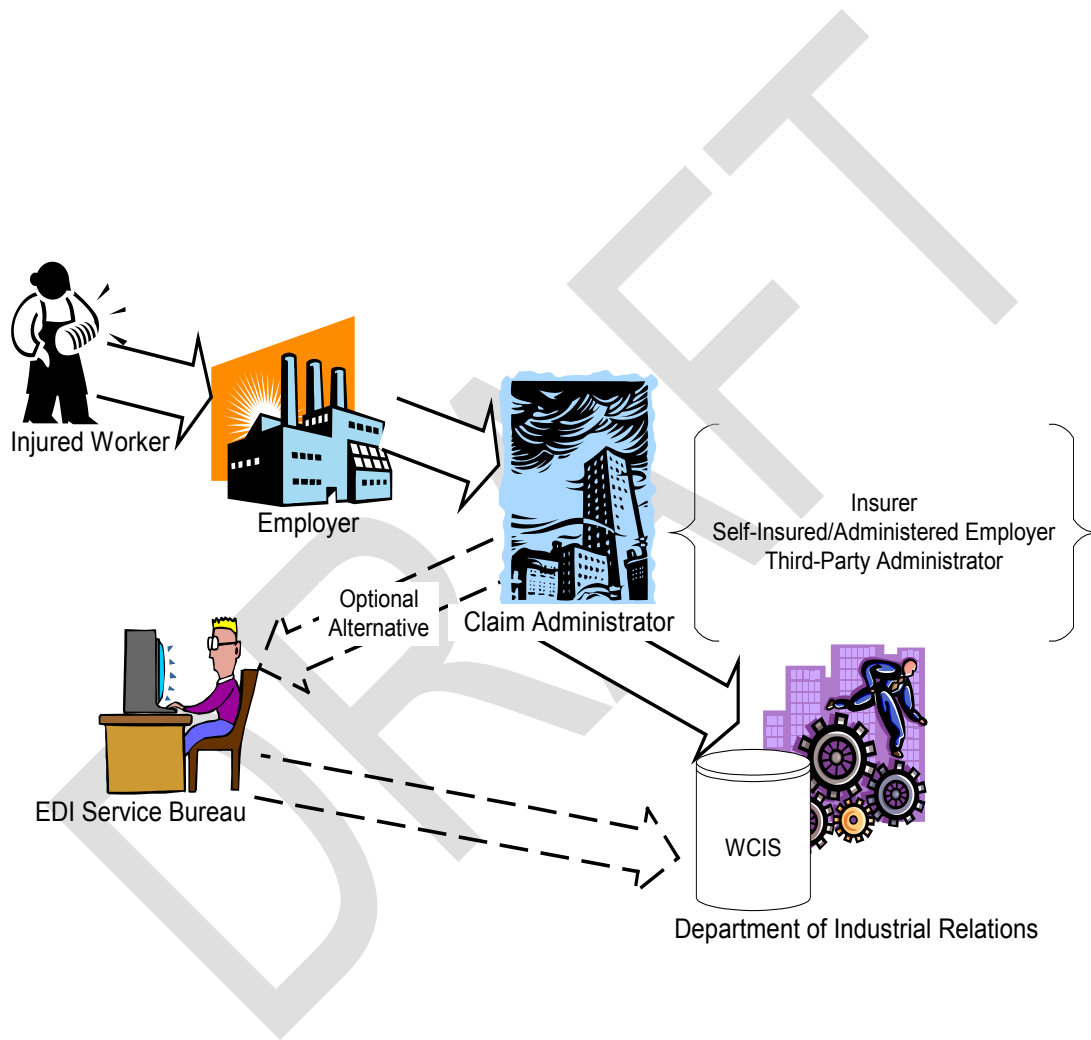 DRAFT
Injured Worker
Employer
Insurer
Self-Insured/Administered Employer
Third-Party Administrator
Optional
Alternative
Claim Administrator
EDI Service Bureau
WCIS
Department of Industrial Relations